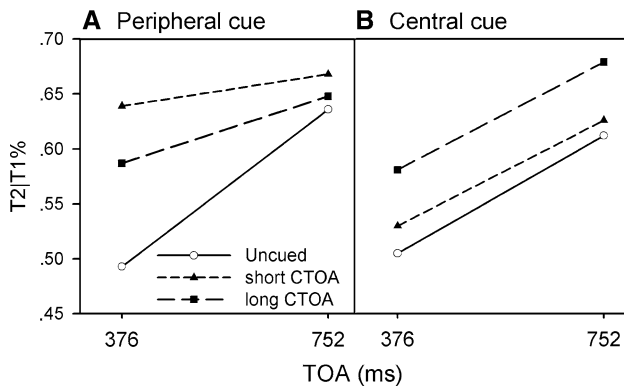 A Peripheral cue
B Central cue
.70
.65
.60
.55
.50
.45
T2|T1%
Uncued
short CTOA
long CTOA
376
752
376
752
TOA (ms)